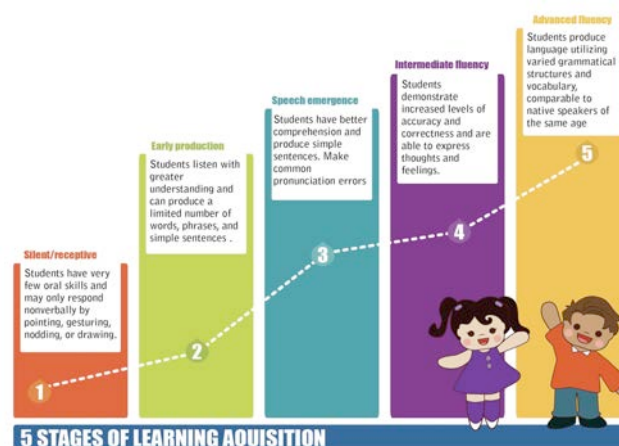 Silent/receptive
Students have very
few oral skills and
may only respond
nonverbally by
pointing, gesturing,
nodding, or drawing.
1
Early production
Students listen with
greater
understanding and
can produce a
limited number of
words, phrases, and
simple sentences .
2
Speech emergence
Students have better
comprehension and
produce simple
sentences. Make
common
pronunciation errors
3
Intermediate fluency
Students
demonstrate
increased levels of
accuracy and
correctness and are
able to express
thoughts and
feelings.
4
Advanced fluency
Students produce
language utilizing
varied grammatical
structures and
vocabulary,
comparable to
native speakers of
the same age
5
5 STAGES OF LEARNING AQUISITION